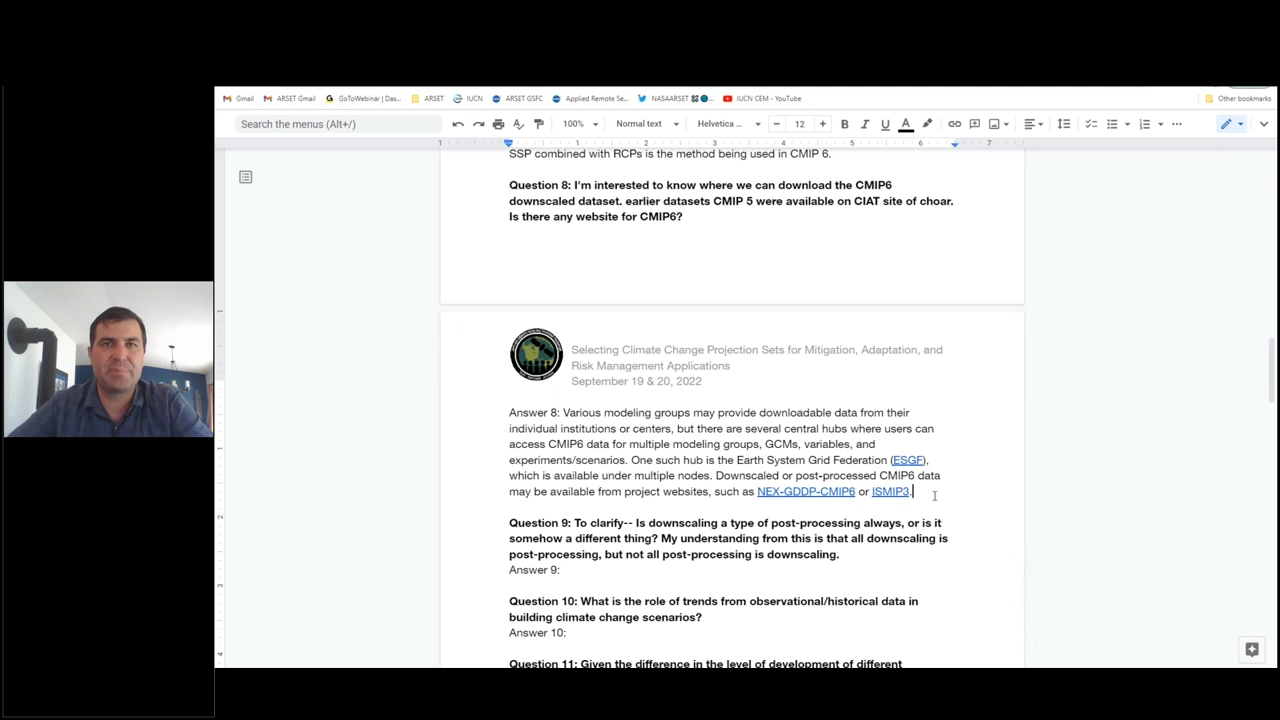 Gmail ARSET Gmail GoToWebinar | Das... ARSET IUCN ARSET GSFC Applied Remote Se... NASAARSET IUCN CEM - YouTube Other bookmarks
Search the menus (Alt+/) 100% Normal text Helvetica ... 12 B I U A
1 1 2 3 4 5 6 7
SSP combined with RCPs is the method being used in CMIP 6.
Question 8: I'm interested to know where we can download the CMIP6
downscaled dataset. earlier datasets CMIP 5 were available on CIAT site of choar.
Is there any website for CMIP6?
Selecting Climate Change Projection Sets for Mitigation, Adaptation, and
Risk Management Applications
September 19 & 20, 2022
Answer 8: Various modeling groups may provide downloadable data from their
individual institutions or centers, but there are several central hubs where users can
access CMIP6 data for multiple modeling groups, GCMs, variables, and
experiments/scenarios. One such hub is the Earth System Grid Federation (ESGF),
which is available under multiple nodes. Downscaled or post-processed CMIP6 data
may be available from project websites, such as NEX-GDDP-CMIP6 or ISMIP3.
Question 9: To clarify-- Is downscaling a type of post-processing always, or is it
somehow a different thing? My understanding from this is that all downscaling is
post-processing, but not all post-processing is downscaling.
Answer 9:
Question 10: What is the role of trends from observational/historical data in
building climate change scenarios?
Answer 10:
Question 11: Given the difference in the level of development of different